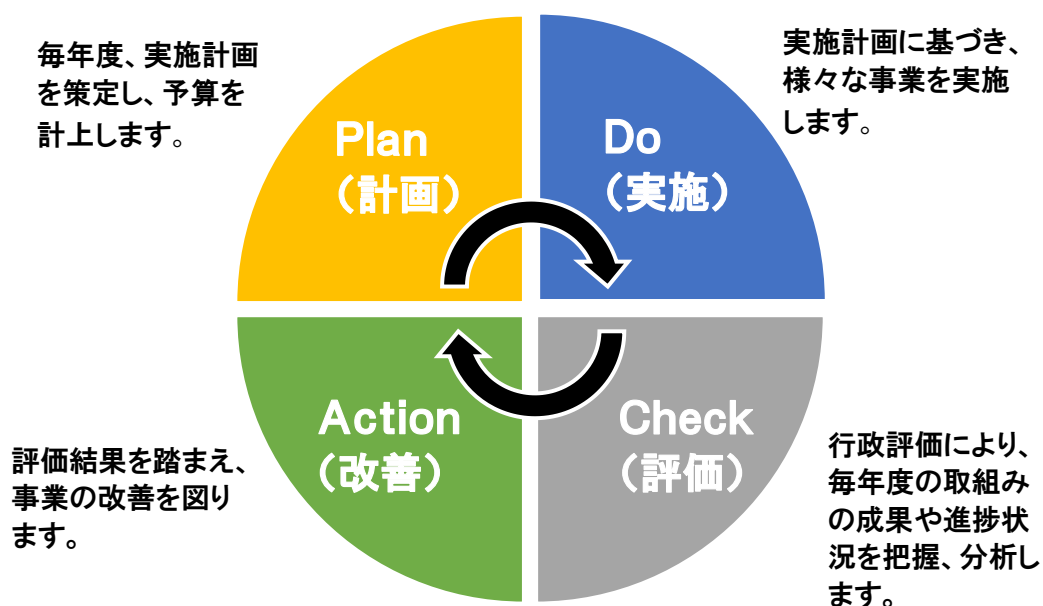 毎年度、実施計画
を策定し、予算を
計上します。
Plan
（計画）
Do
（実施）
実施計画に基づき、
様々な事業を実施
します。
評価結果を踏まえ、
事業の改善を図り
ます。
Action
（改善）
Check
（評価）
行政評価により、
毎年度の取組み
の成果や進捗状
況を把握、分析し
ます。